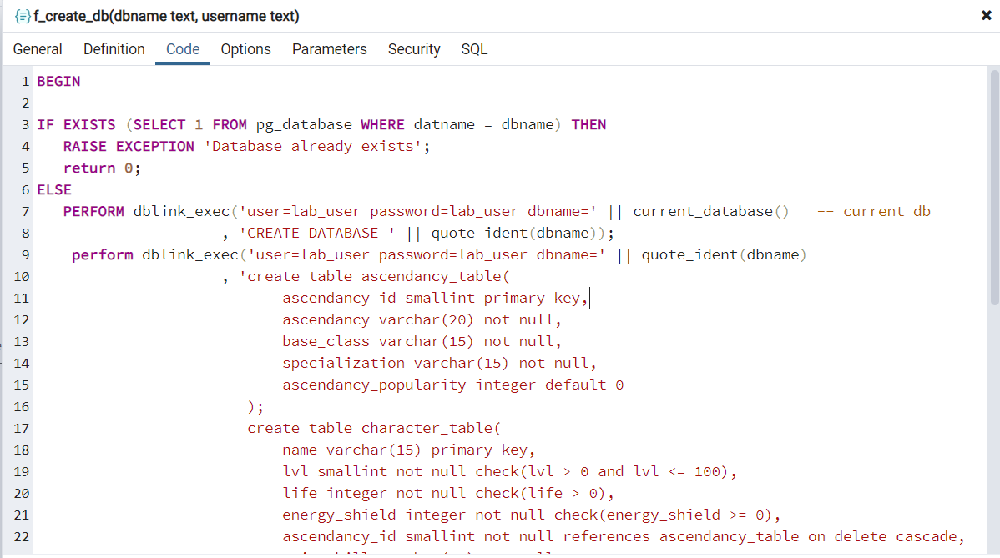 f_create_db(dbname text, username text)
General Definition Code Options Parameters Security SQL
1 BEGIN
2
3 IF EXISTS (SELECT 1 FROM pg_database WHERE datname = dbname) THEN
4 RAISE EXCEPTION 'Database already exists';
5 return 0;
6 ELSE
7 PERFORM dblink_exec('user=lab_user password=lab_user dbname=' || current_database() -- current db
8 , 'CREATE DATABASE ' || quote_ident(dbname));
9 perform dblink_exec('user=lab_user password=lab_user dbname=' || quote_ident(dbname)
10 , 'create table ascendancy_table(
11 ascendancy_id smallint primary key,
12 ascendancy varchar(20) not null,
13 base_class varchar(15) not null,
14 specialization varchar(15) not null,
15 ascendancy_popularity integer default 0
16 );
17 create table character_table(
18 name varchar(15) primary key,
19 lvl smallint not null check(lvl > 0 and lvl <= 100),
20 life integer not null check(life > 0),
21 energy_shield integer not null check(energy_shield >= 0),
22 ascendancy_id smallint not null references ascendancy_table on delete cascade,